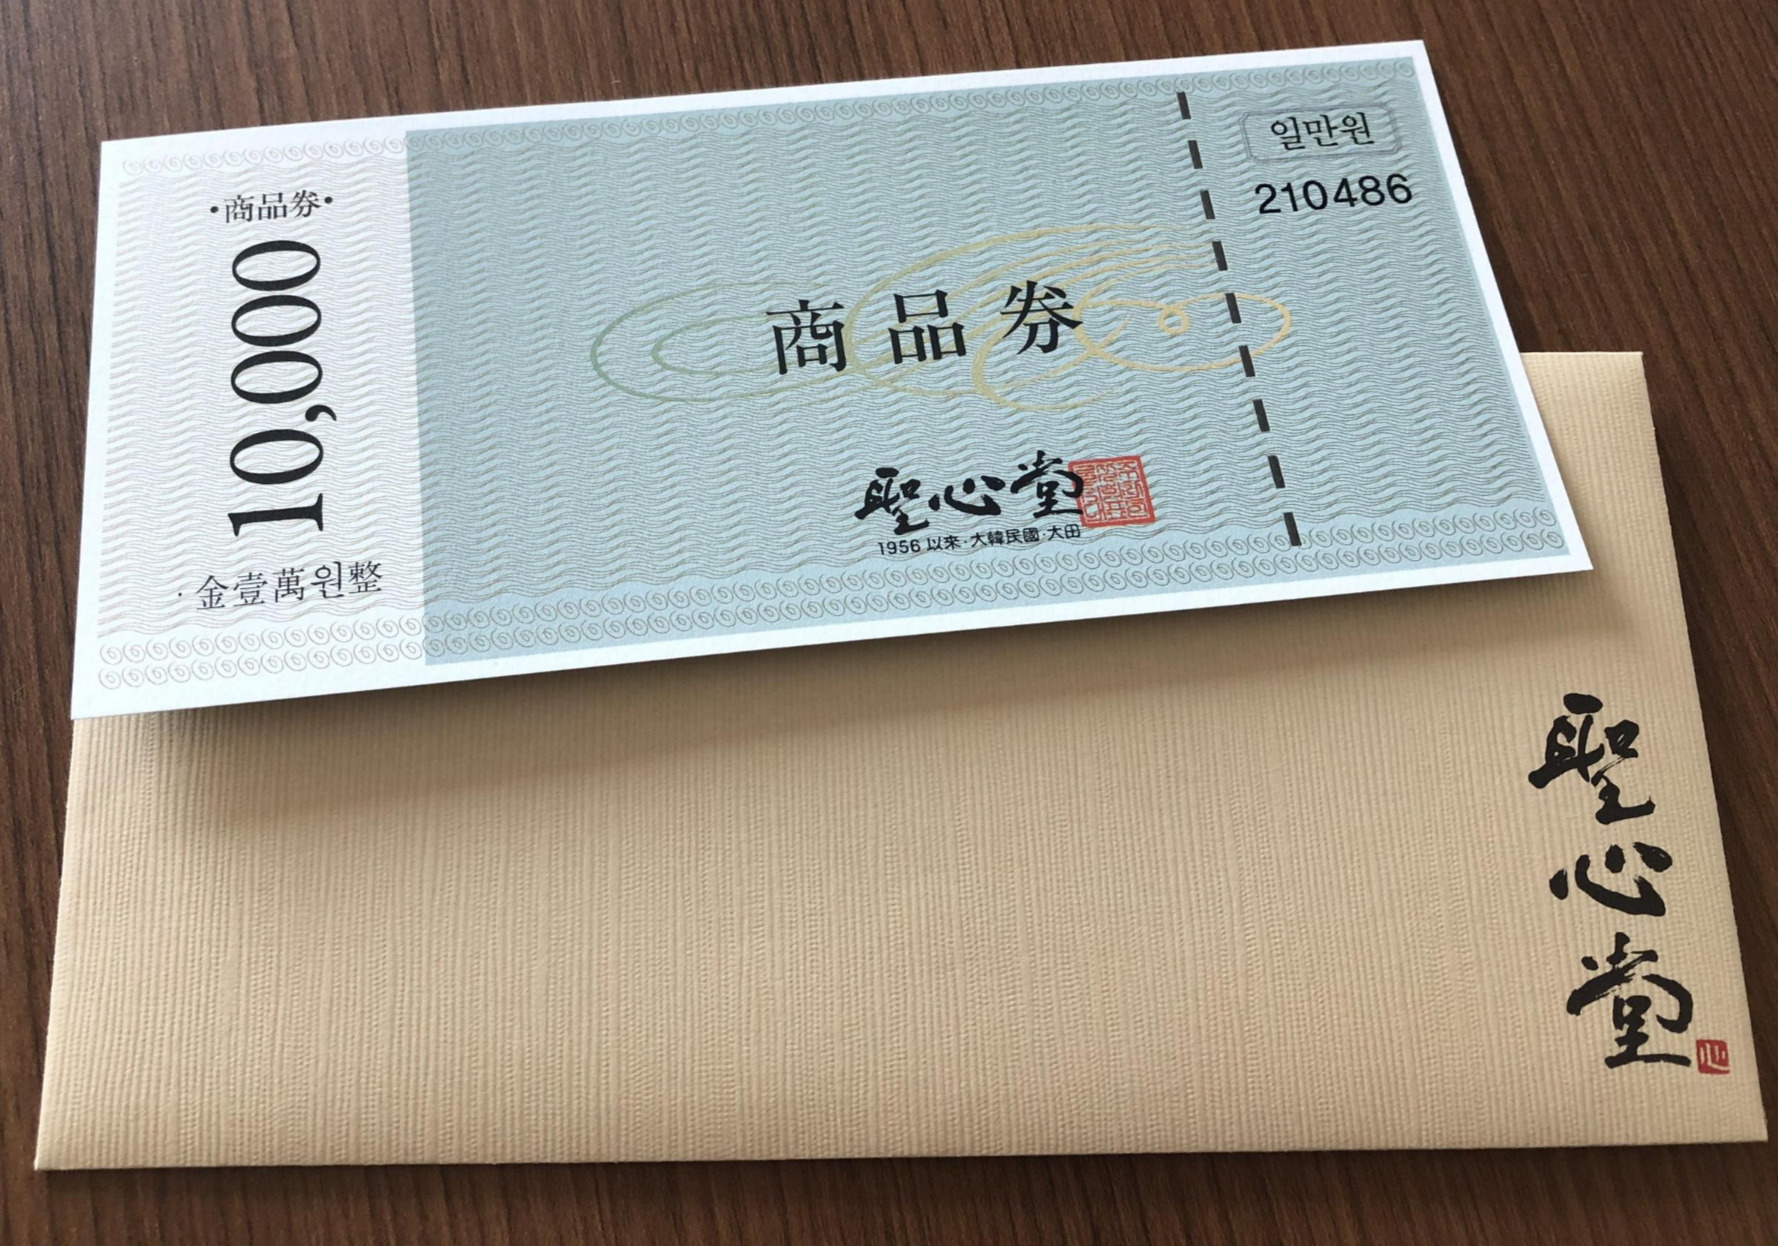 •商品券•
10,000
·金壹萬원整
商品券
聖心堂
1956 以來·大韓民國·大田
일만원
210486
聖心堂
心